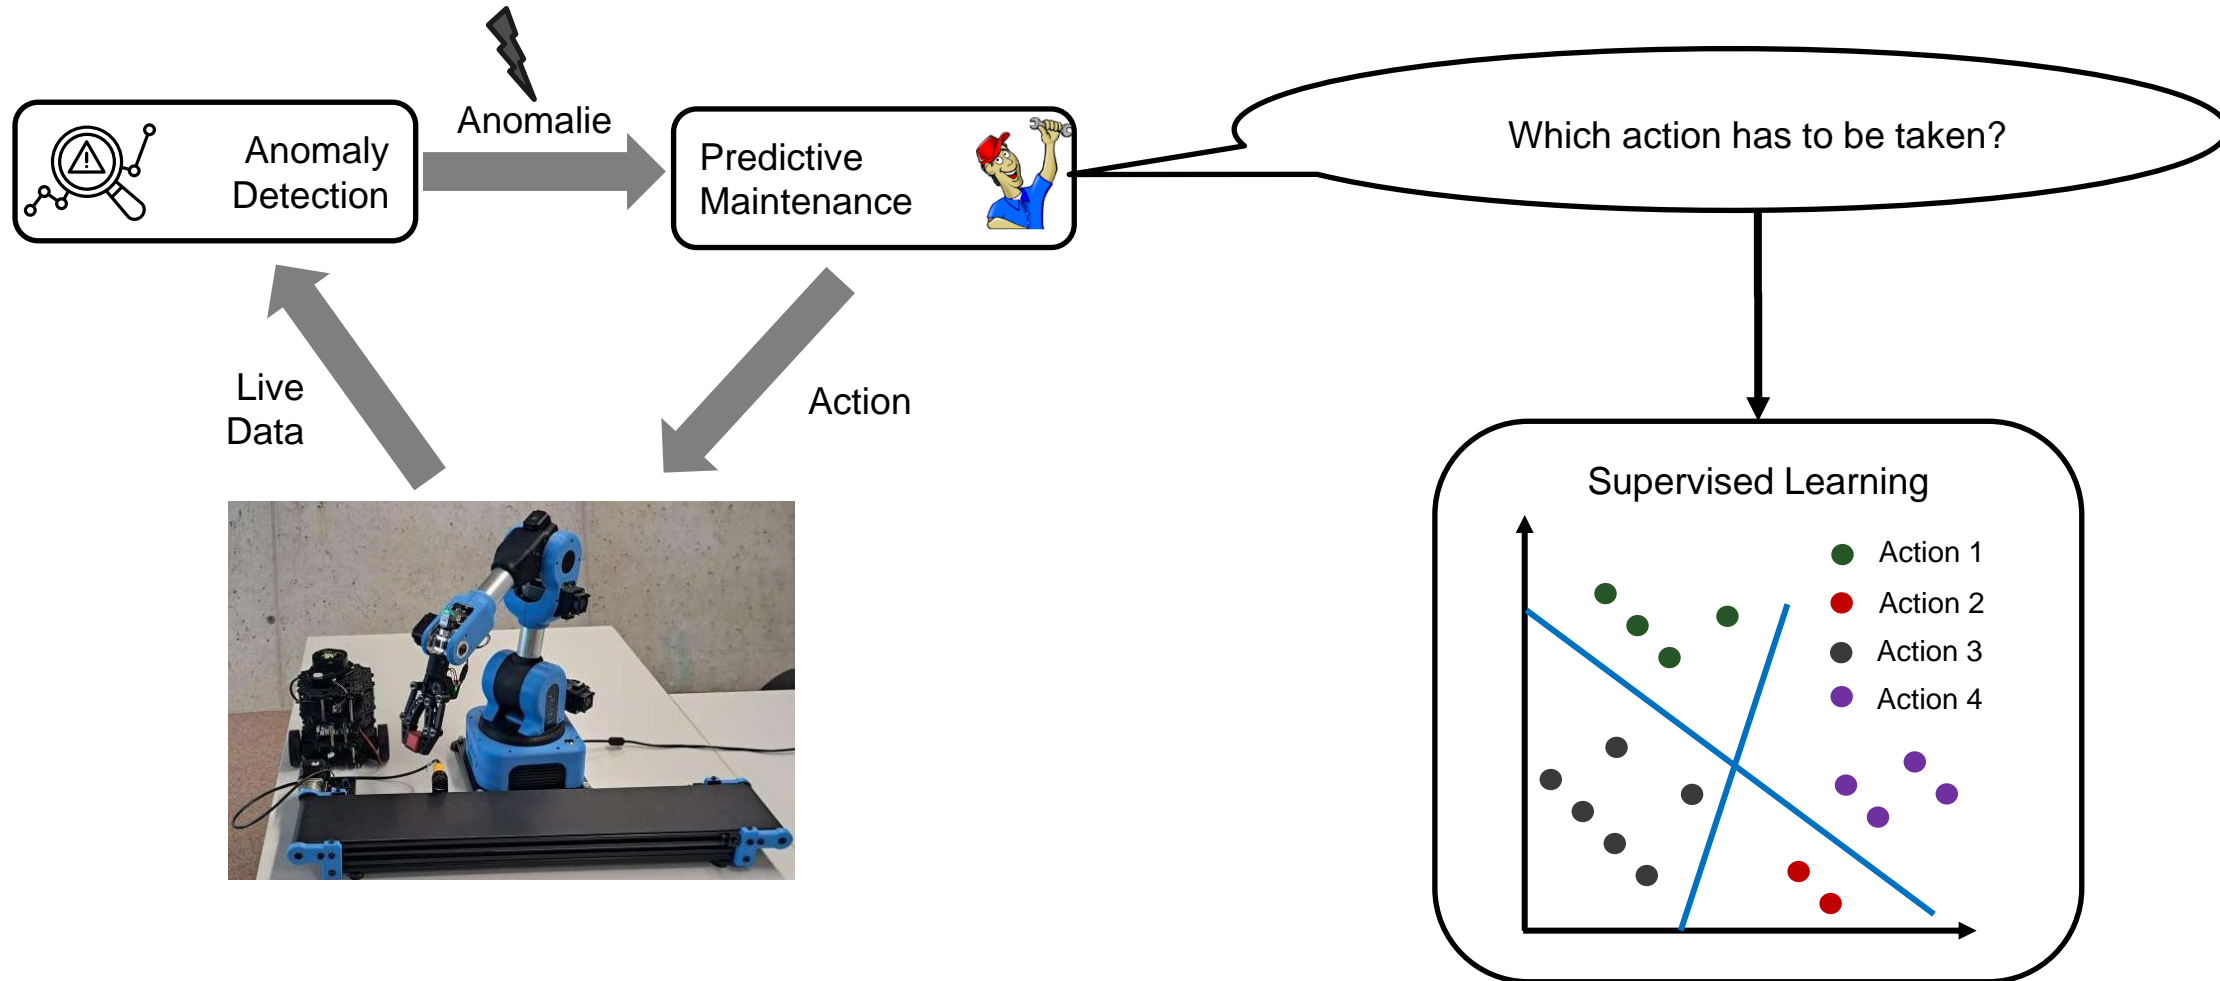 Anomalie
Anomaly
Detection
Predictive
Maintenance
Which action has to be taken?
Live
Data
Action
Supervised Learning
Action 1
Action 2
Action 3
Action 4